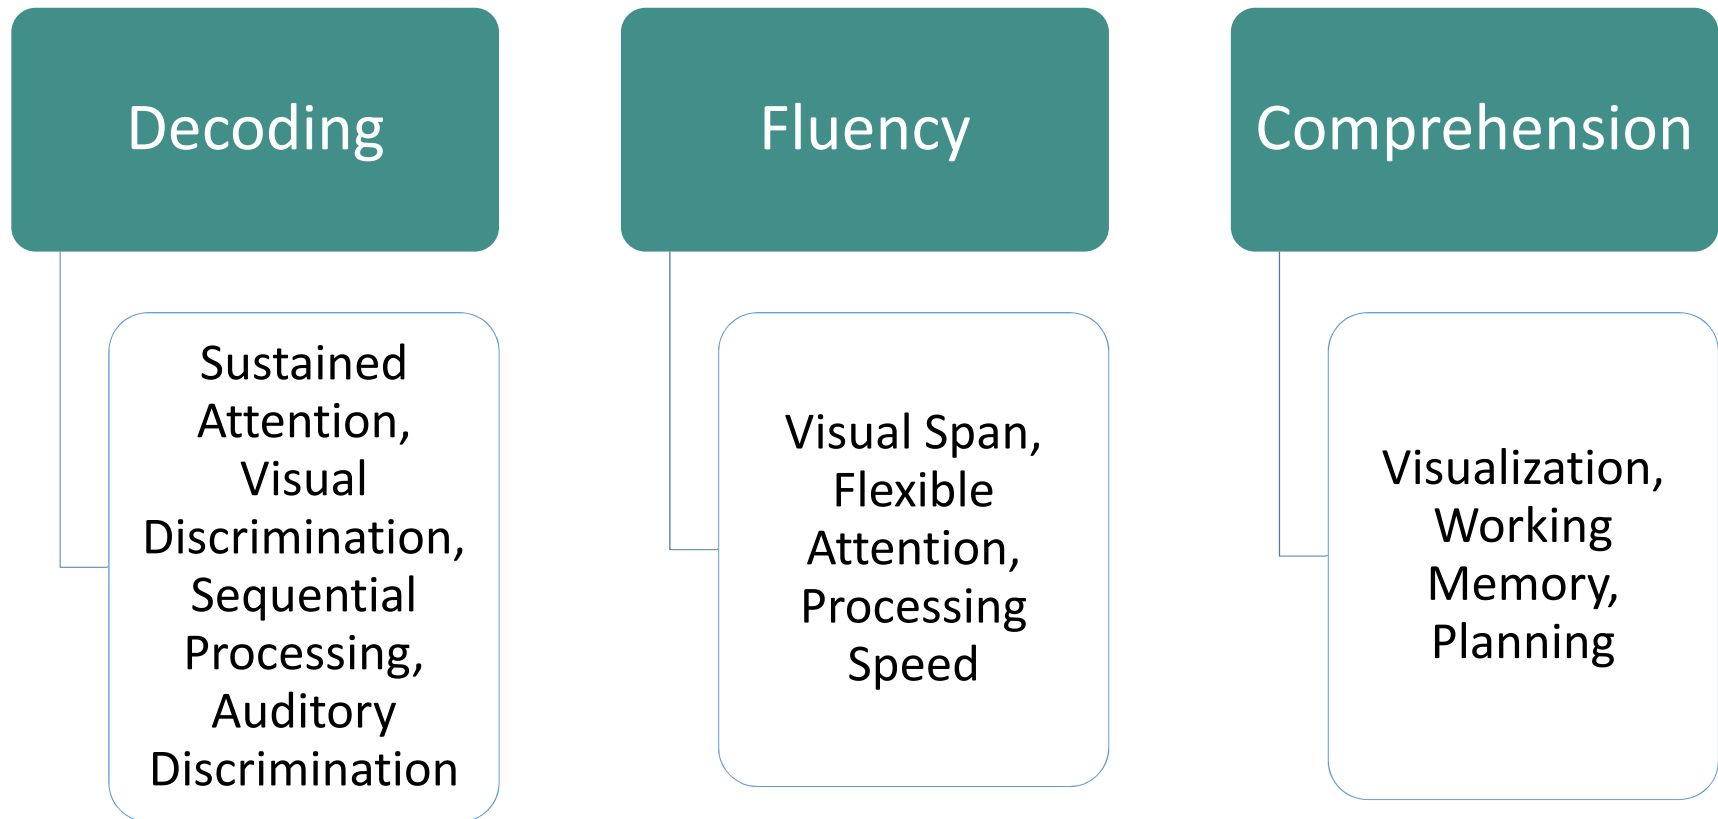 Decoding
Sustained
Attention,
Visual
Discrimination,
Sequential
Processing,
Auditory
Discrimination
Fluency
Visual Span,
Flexible
Attention,
Processing
Speed
Comprehension
Visualization,
Working
Memory,
Planning